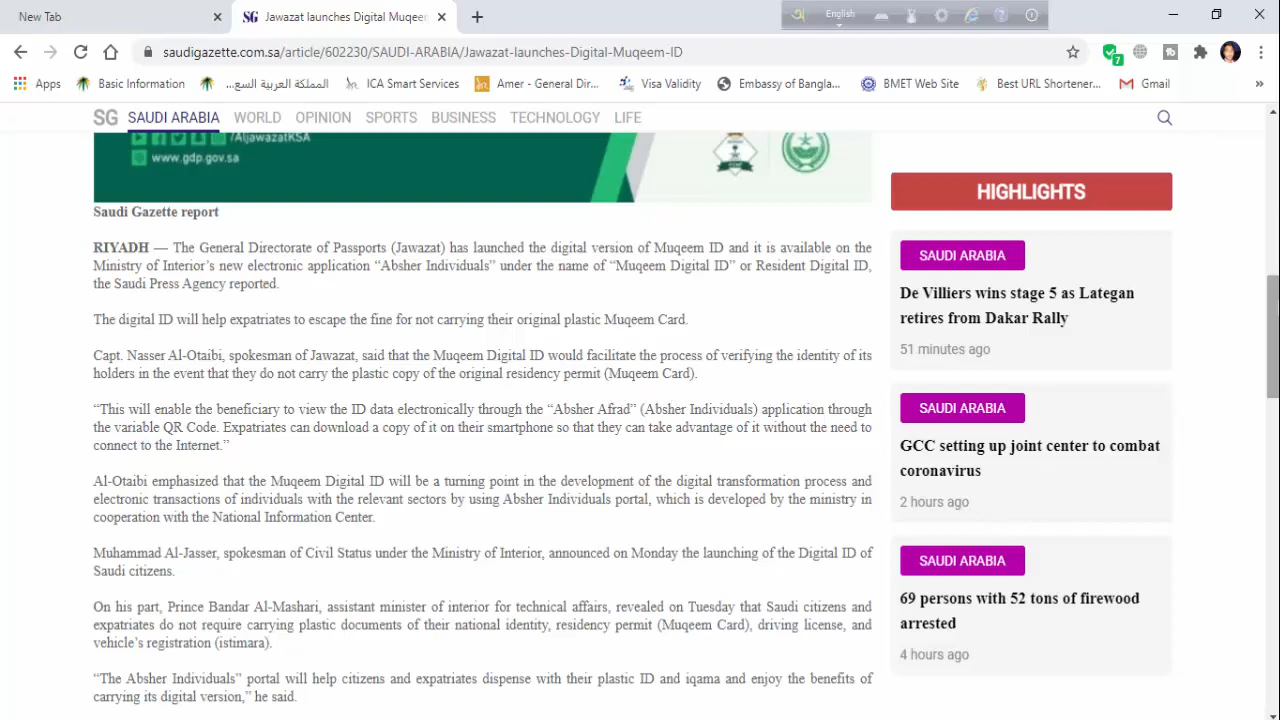 New Tab
Jawazat launches Digital Muqeem
English
saudigazette.com.sa/article/602230/SAUDI-ARABIA/Jawazat-launches-Digital-Muqeem-ID
7
Apps
Basic Information
المملكة العربية السع...
ICA Smart Services
Amer - General Dir...
Visa Validity
Embassy of Bangla...
BMET Web Site
Best URL Shortener...
Gmail
SG SAUDI ARABIA WORLD OPINION SPORTS BUSINESS TECHNOLOGY LIFE
/AljawazatKSA
www.gdp.gov.sa
Saudi Gazette report
RIYADH — The General Directorate of Passports (Jawazat) has launched the digital version of Muqeem ID and it is available on the
Ministry of Interior's new electronic application “Absher Individuals” under the name of “Muqeem Digital ID” or Resident Digital ID,
the Saudi Press Agency reported.
The digital ID will help expatriates to escape the fine for not carrying their original plastic Muqeem Card.
Capt. Nasser Al-Otaibi, spokesman of Jawazat, said that the Muqeem Digital ID would facilitate the process of verifying the identity of its
holders in the event that they do not carry the plastic copy of the original residency permit (Muqeem Card).
“This will enable the beneficiary to view the ID data electronically through the “Absher Afrad” (Absher Individuals) application through
the variable QR Code. Expatriates can download a copy of it on their smartphone so that they can take advantage of it without the need to
connect to the Internet.”
Al-Otaibi emphasized that the Muqeem Digital ID will be a turning point in the development of the digital transformation process and
electronic transactions of individuals with the relevant sectors by using Absher Individuals portal, which is developed by the ministry in
cooperation with the National Information Center.
Muhammad Al-Jasser, spokesman of Civil Status under the Ministry of Interior, announced on Monday the launching of the Digital ID of
Saudi citizens.
On his part, Prince Bandar Al-Mashari, assistant minister of interior for technical affairs, revealed on Tuesday that Saudi citizens and
expatriates do not require carrying plastic documents of their national identity, residency permit (Muqeem Card), driving license, and
vehicle's registration (istimara).
“The Absher Individuals” portal will help citizens and expatriates dispense with their plastic ID and iqama and enjoy the benefits of
carrying its digital version,” he said.
HIGHLIGHTS
SAUDI ARABIA
De Villiers wins stage 5 as Lategan
retires from Dakar Rally
51 minutes ago
SAUDI ARABIA
GCC setting up joint center to combat
coronavirus
2 hours ago
SAUDI ARABIA
69 persons with 52 tons of firewood
arrested
4 hours ago